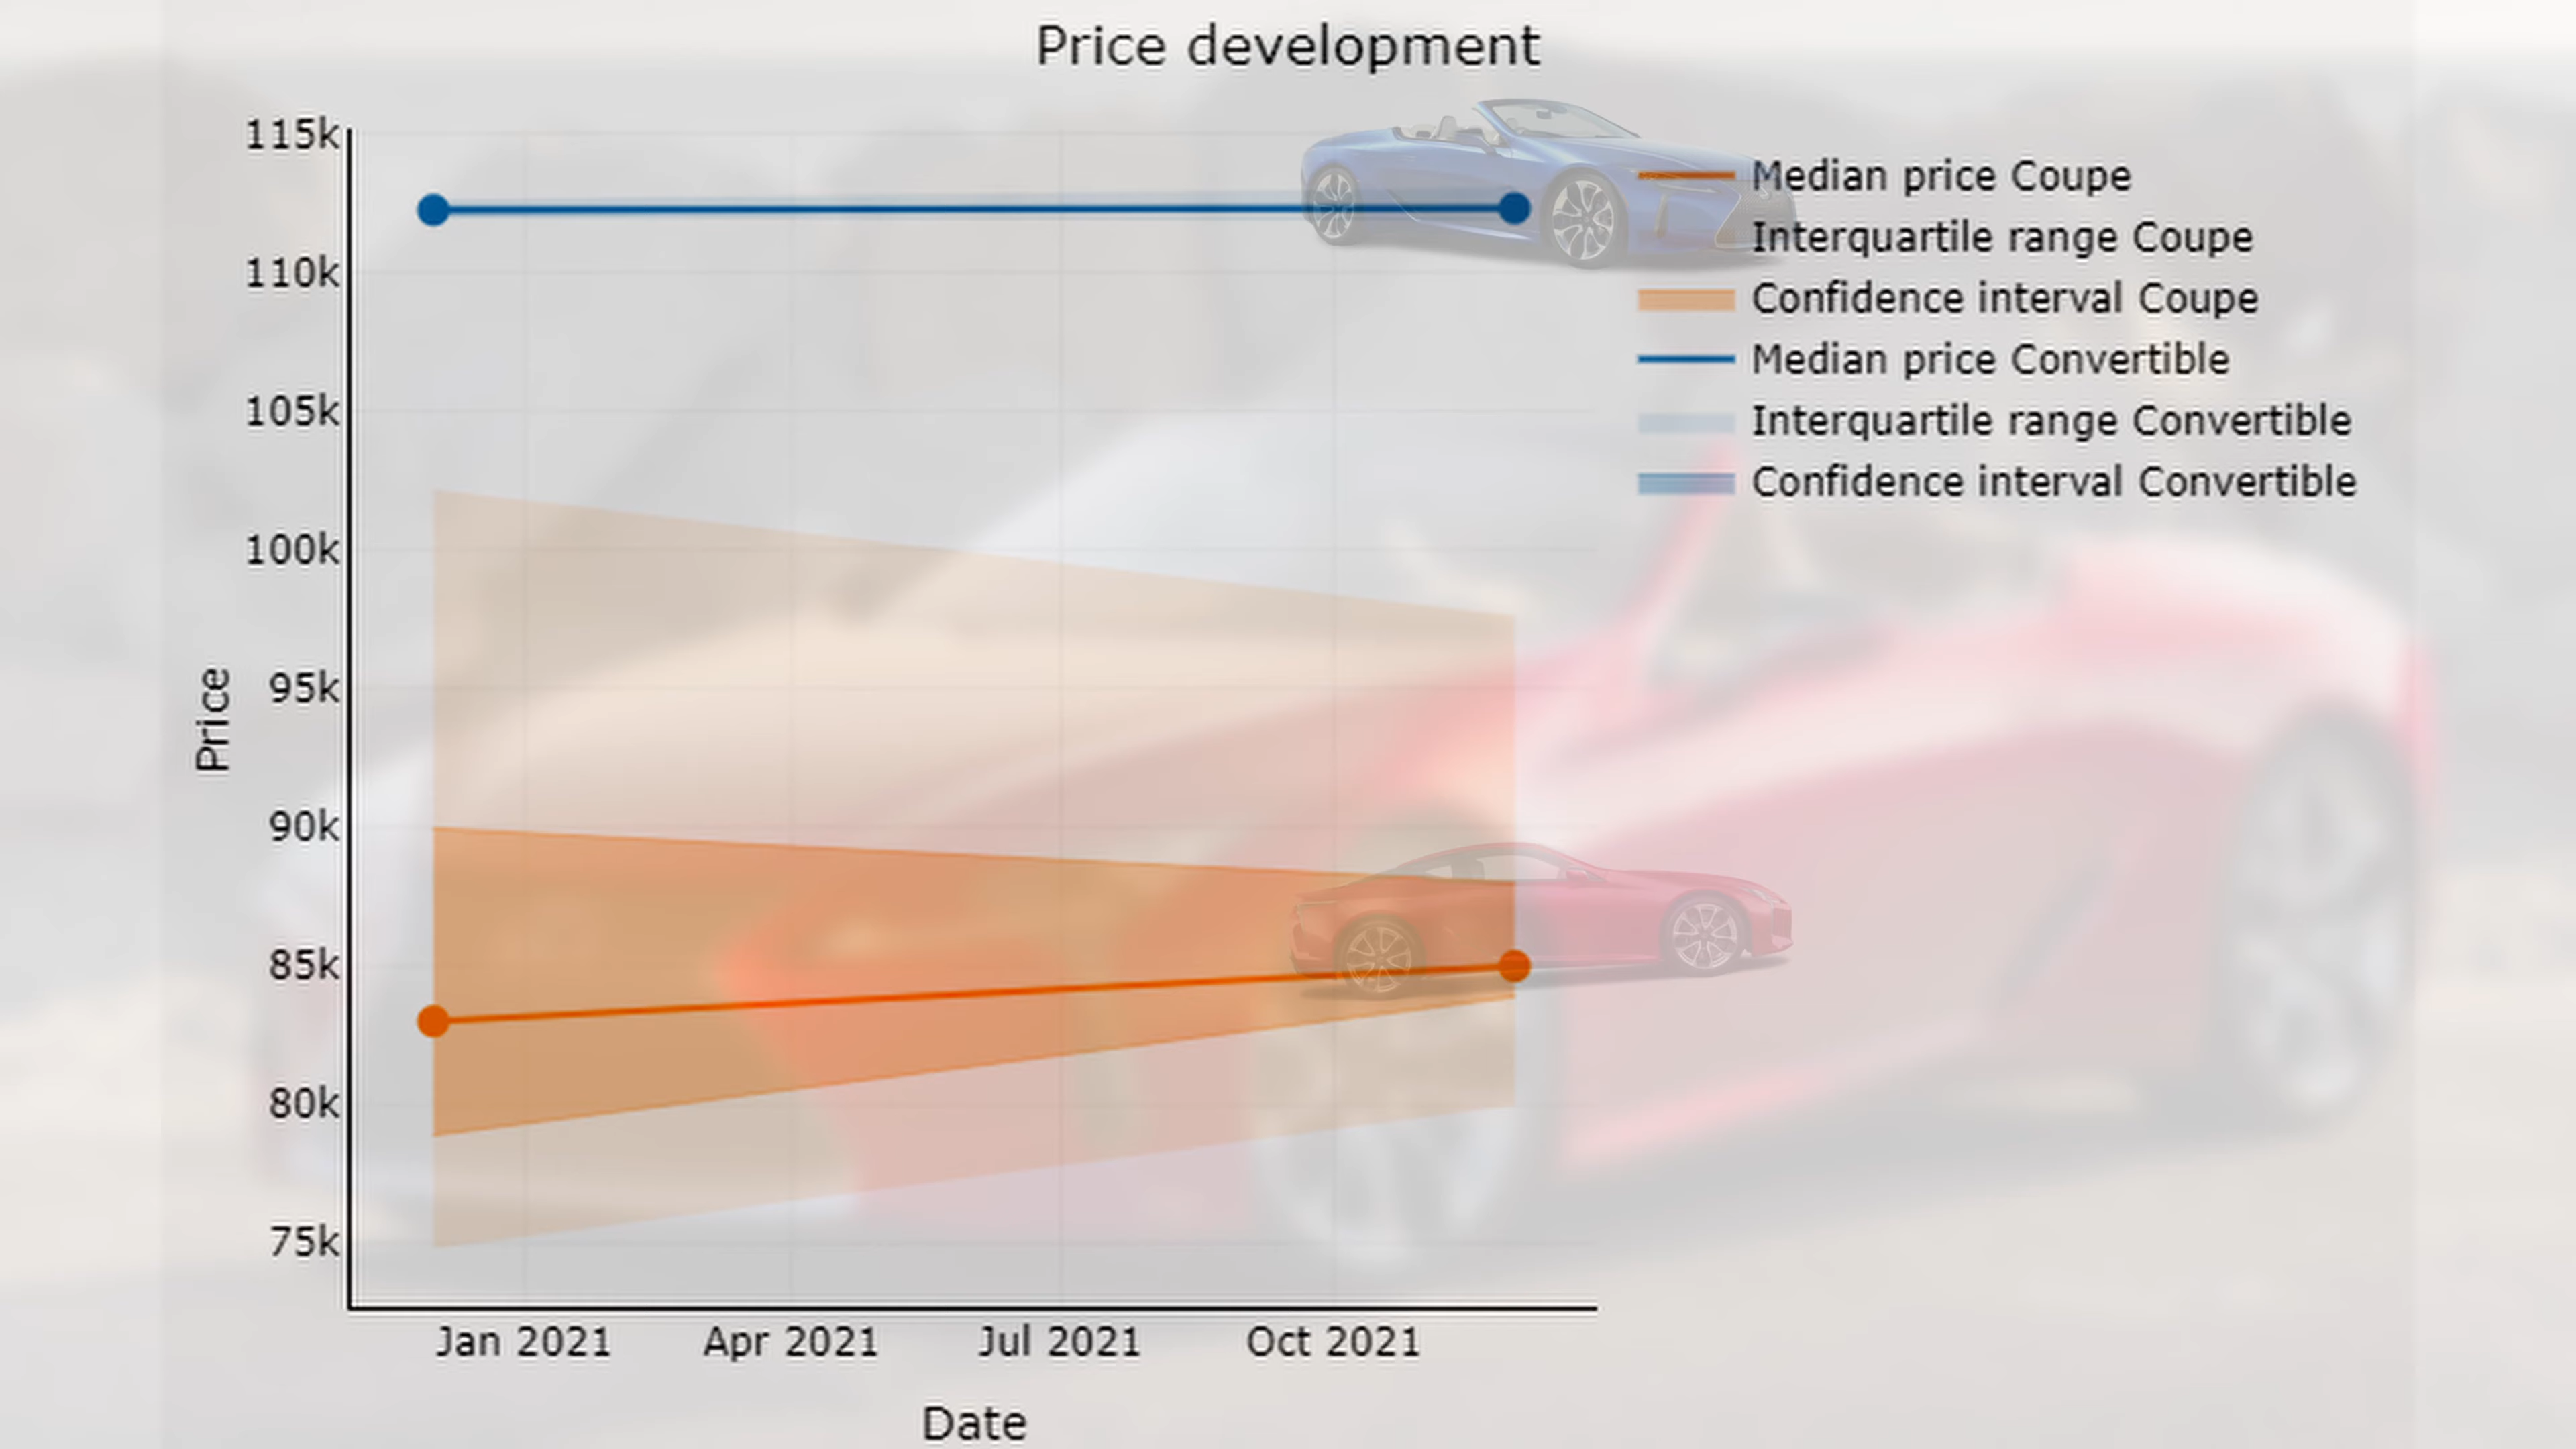 Price development
115k
110k
105k
100k
95k
90k
85k
80k
75k
Price
Jan 2021
Apr 2021
Jul 2021
Oct 2021
Date
Median price Coupe
Interquartile range Coupe
Confidence interval Coupe
Median price Convertible
Interquartile range Convertible
Confidence interval Convertible